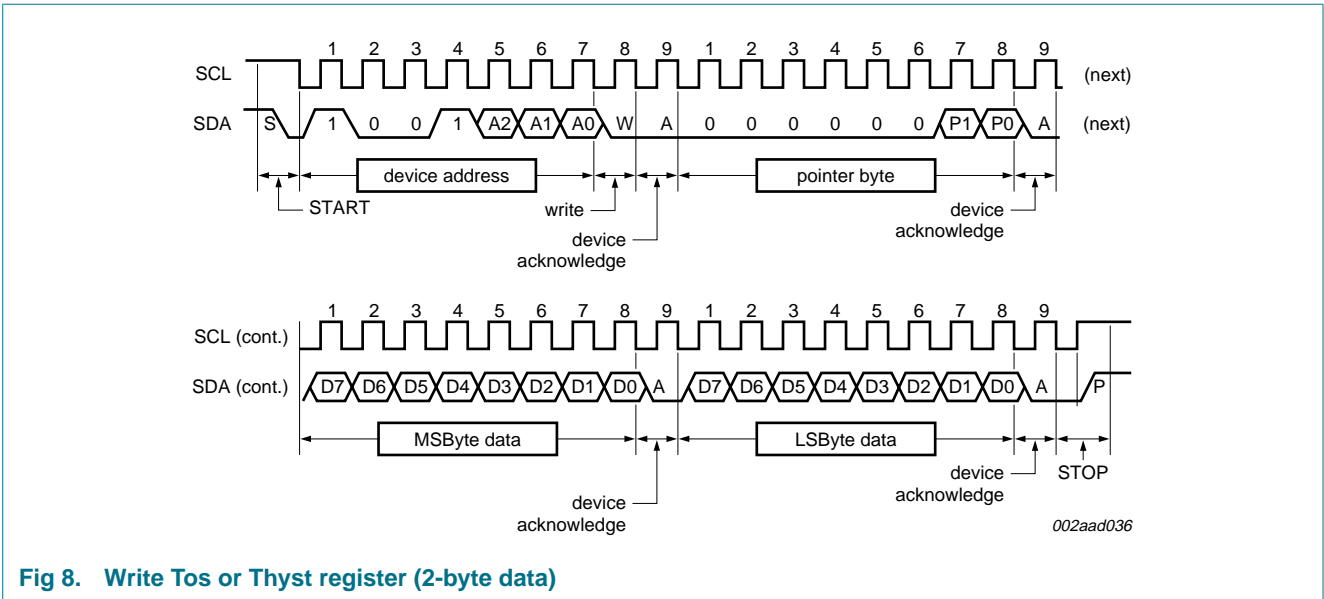 1 2 3 4 5 6 7 8 9 1 2 3 4 5 6 7 8 9
SCL (next)
SDA S 1 0 0 1 A2 A1 A0 W A 0 0 0 0 0 0 P1 P0 A (next)
device address pointer byte
START write device
device acknowledge
acknowledge
1 2 3 4 5 6 7 8 9 1 2 3 4 5 6 7 8 9
SCL (cont.)
SDA (cont.) D7 D6 D5 D4 D3 D2 D1 D0 A D7 D6 D5 D4 D3 D2 D1 D0 A P
MSByte data LSByte data
device STOP
acknowledge
device
acknowledge 002aad036
Fig 8. Write Tos or Thyst register (2-byte data)